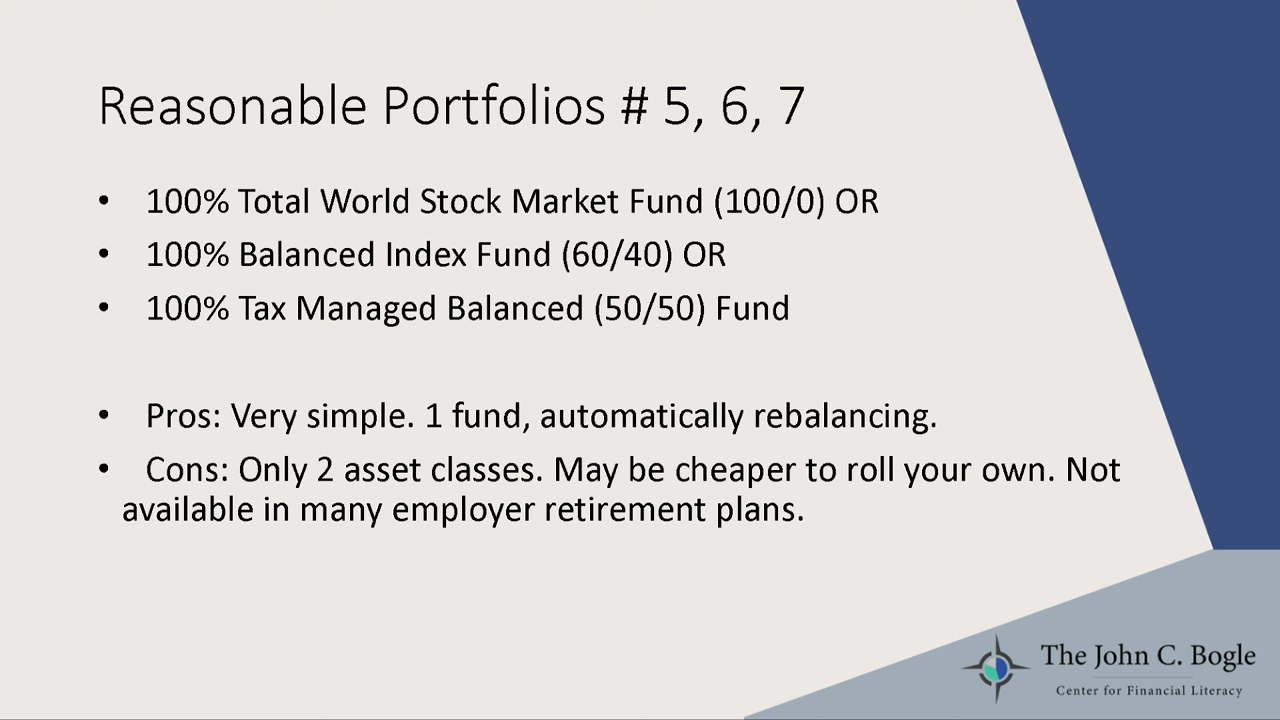 Reasonable Portfolios # 5, 6, 7
• 100% Total World Stock Market Fund (100/0) OR
• 100% Balanced Index Fund (60/40) OR
• 100% Tax Managed Balanced (50/50) Fund
• Pros: Very simple. 1 fund, automatically rebalancing.
• Cons: Only 2 asset classes. May be cheaper to roll your own. Not
available in many employer retirement plans.
The John C. Bogle
Center for Financial Literacy